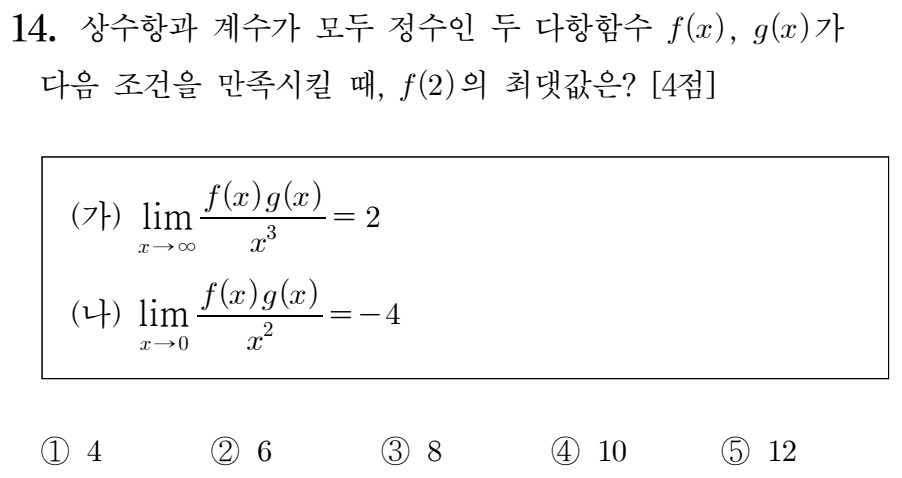 14. 상수항과 계수가 모두 정수인 두 다항함수 f(x), g(x)가
다음 조건을 만족시킬 때, f(2)의 최댓값은? [4점]
(가) lim_{x→∞} f(x)g(x)/x^3 = 2
(나) lim_{x→0} f(x)g(x)/x^2 = −4
① 4 ② 6 ③ 8 ④ 10 ⑤ 12